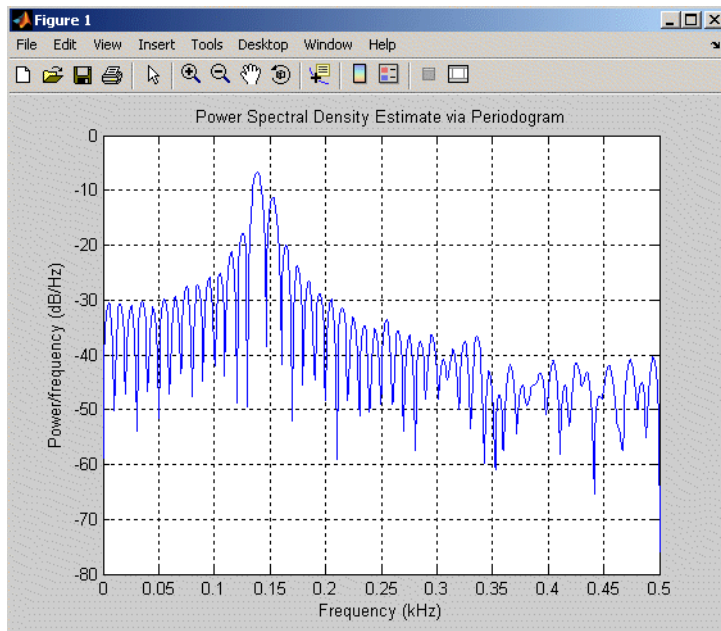 Figure 1
File Edit View Insert Tools Desktop Window Help
Power Spectral Density Estimate via Periodogram
Power/frequency (dB/Hz)
0
-10
-20
-30
-40
-50
-60
-70
-80
0 0.05 0.1 0.15 0.2 0.25 0.3 0.35 0.4 0.45 0.5
Frequency (kHz)